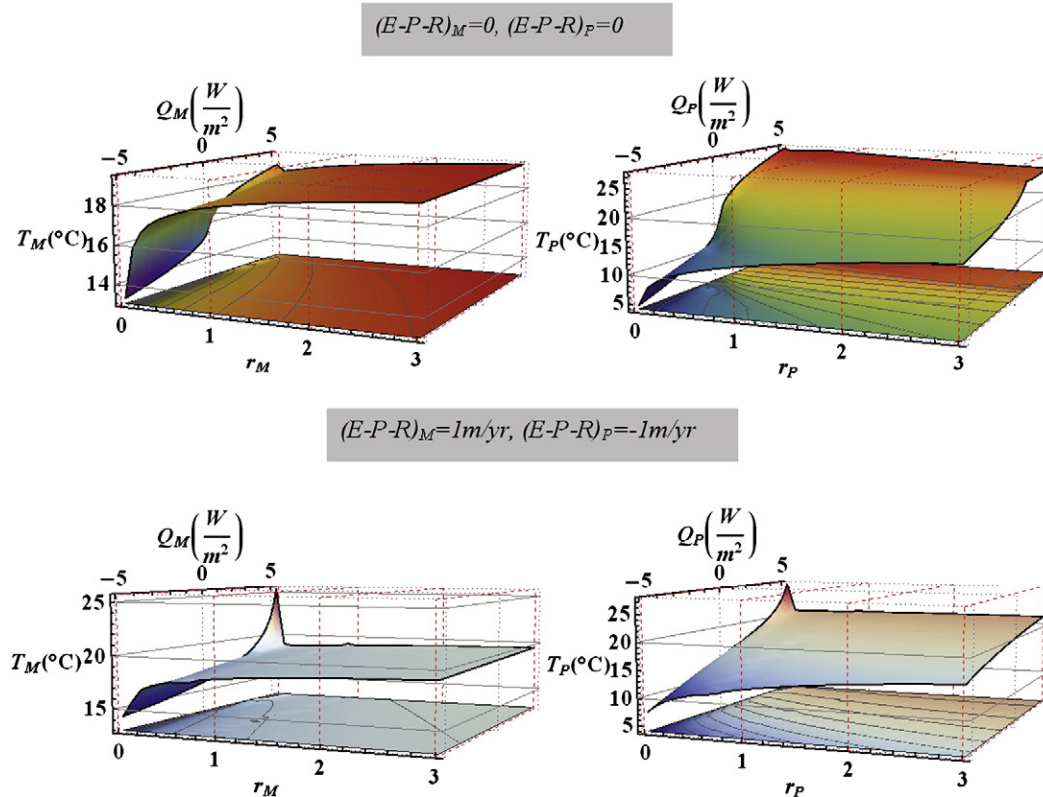 (E-P-R)M=0, (E-P-R)P=0
QM(W/m²)
−5 0 5
TM(°C)
18
16
14
0 1 2 3
rM
QP(W/m²)
−5 0 5
TP(°C)
25
20
15
10
5
0 1 2 3
rP
(E-P-R)M=1m/yr, (E-P-R)P=-1m/yr
QM(W/m²)
−5 0 5
TM(°C)
25
20
15
0 1 2 3
rM
QP(W/m²)
−5 0 5
TP(°C)
25
20
15
10
5
0 1 2 3
rP